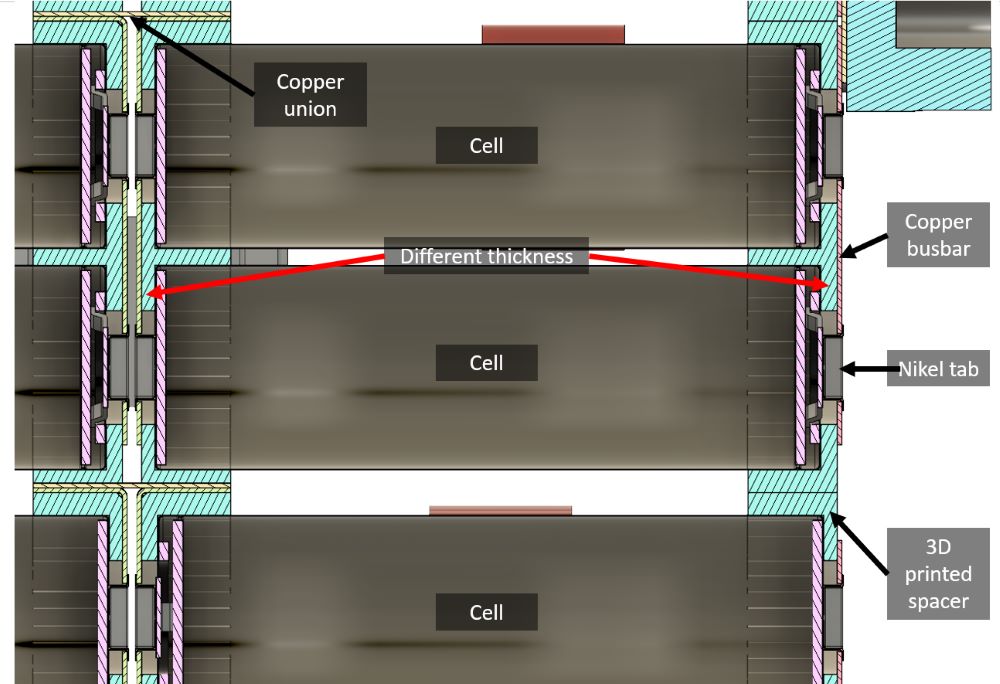 Copper
union
Cell
Copper
busbar
Different thickness
Cell
Nikel tab
3D
printed
spacer
Cell